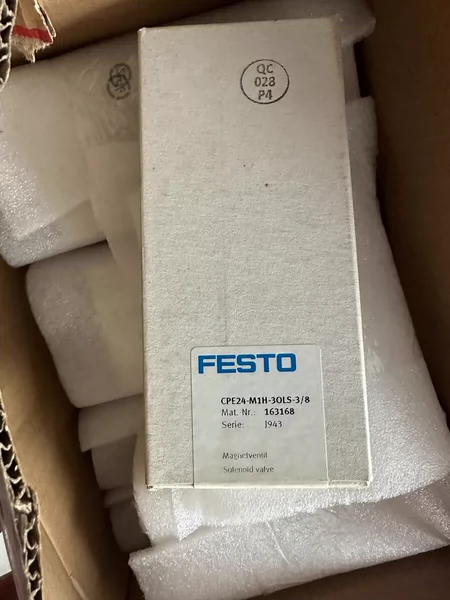 QC
028
P4
FESTO
CPE24-M1H-3OLS-3/8
Mat. Nr.: 163168
Serie: J943
Magnetventil
Solenoid valve